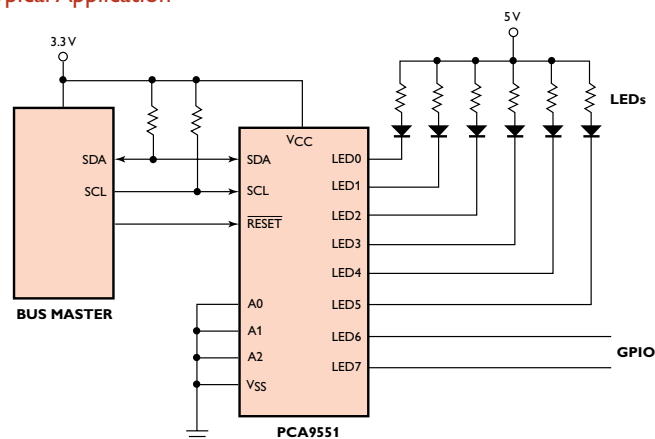 pical Application
3.3 V
5 V
LEDs
VCC
SDA
SDA
LED0
SCL
SCL
LED1
RESET
LED2
LED3
LED4
BUS MASTER
A0
LED5
A1
A2
LED6
GPIO
VSS
LED7
PCA9551